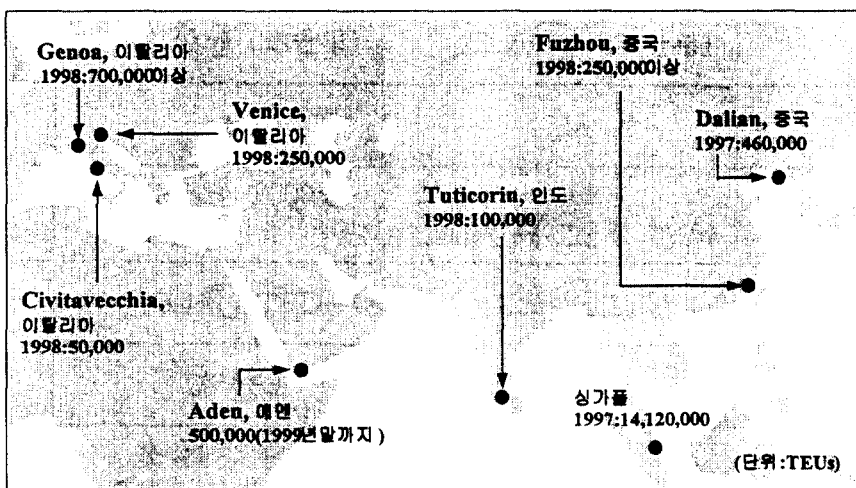 Genoa, 이탈리아
1998:700,000이상
Fuzhou, 중국
1998:250,000이상
Venice,
이탈리아
1998:250,000
Dalian, 중국
1997:460,000
Tuticorin, 인도
1998:100,000
Civitavecchia,
이탈리아
1998:50,000
Aden, 예멘
500,000(1999년말까지)
싱가폴
1997:14,120,000
(단위:TEUs)